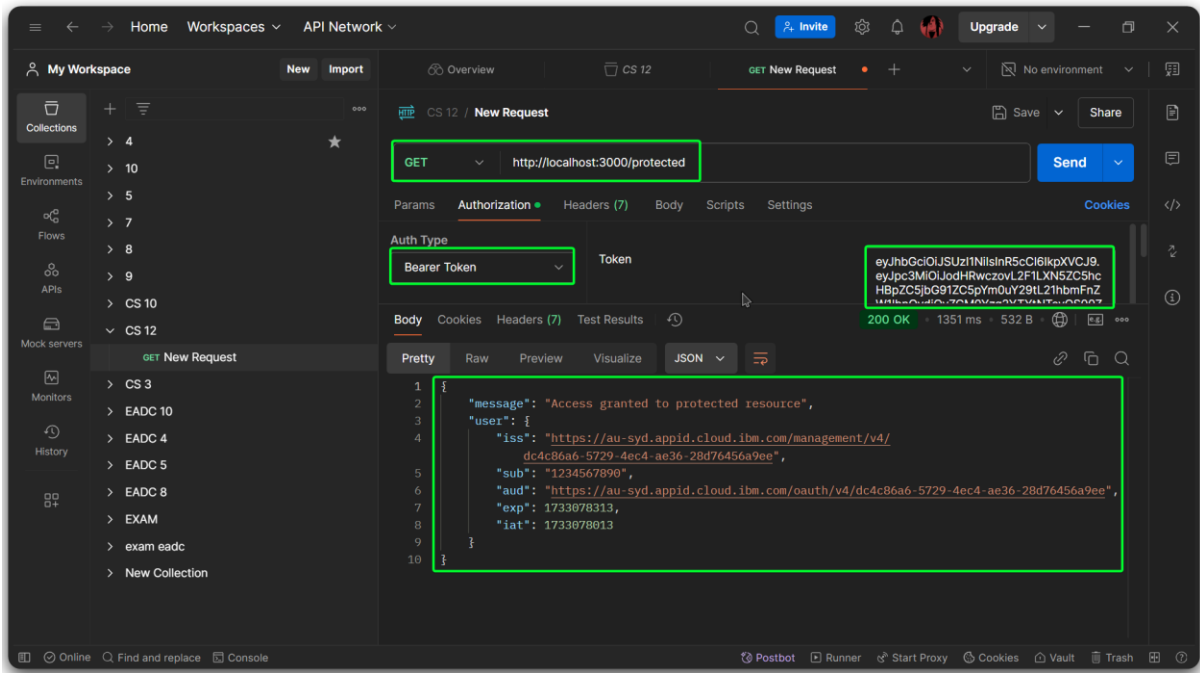 Home Workspaces API Network Invite Upgrade
My Workspace New Import Overview CS 12 GET New Request No environment
Collections
Environments
Flows
APIs
Mock servers
Monitors
History
4
10
5
7
8
9
CS 10
CS 12
GET New Request
CS 3
EADC 10
EADC 4
EADC 5
EADC 8
EXAM
exam eadc
New Collection
HTTP CS 12 / New Request Save Share
GET http://localhost:3000/protected Send
Params Authorization Headers (7) Body Scripts Settings Cookies
Auth Type
Bearer Token
Token
eyJhbGciOiJSUzI1NiIsInR5cCI6IkpXVCJ9.
eyJpc3MiOiJodHRwczovL2F1LXN5ZC5hc
HBpZC5jbG91ZC5pYm0uY29tL21hbmFnZ
Body Cookies Headers (7) Test Results 200 OK • 1351 ms • 532 B
Pretty Raw Preview Visualize JSON
1 {
2 "message": "Access granted to protected resource",
3 "user": {
4 "iss": "https://au-syd.appid.cloud.ibm.com/management/v4/
dc4c86a6-5729-4ec4-ae36-28d76456a9ee",
5 "sub": "1234567890",
6 "aud": "https://au-syd.appid.cloud.ibm.com/oauth/v4/dc4c86a6-5729-4ec4-ae36-28d76456a9ee",
7 "exp": 1733078313,
8 "iat": 1733078013
9 }
10 }
Online Find and replace Console Postbot Runner Start Proxy Cookies Vault Trash